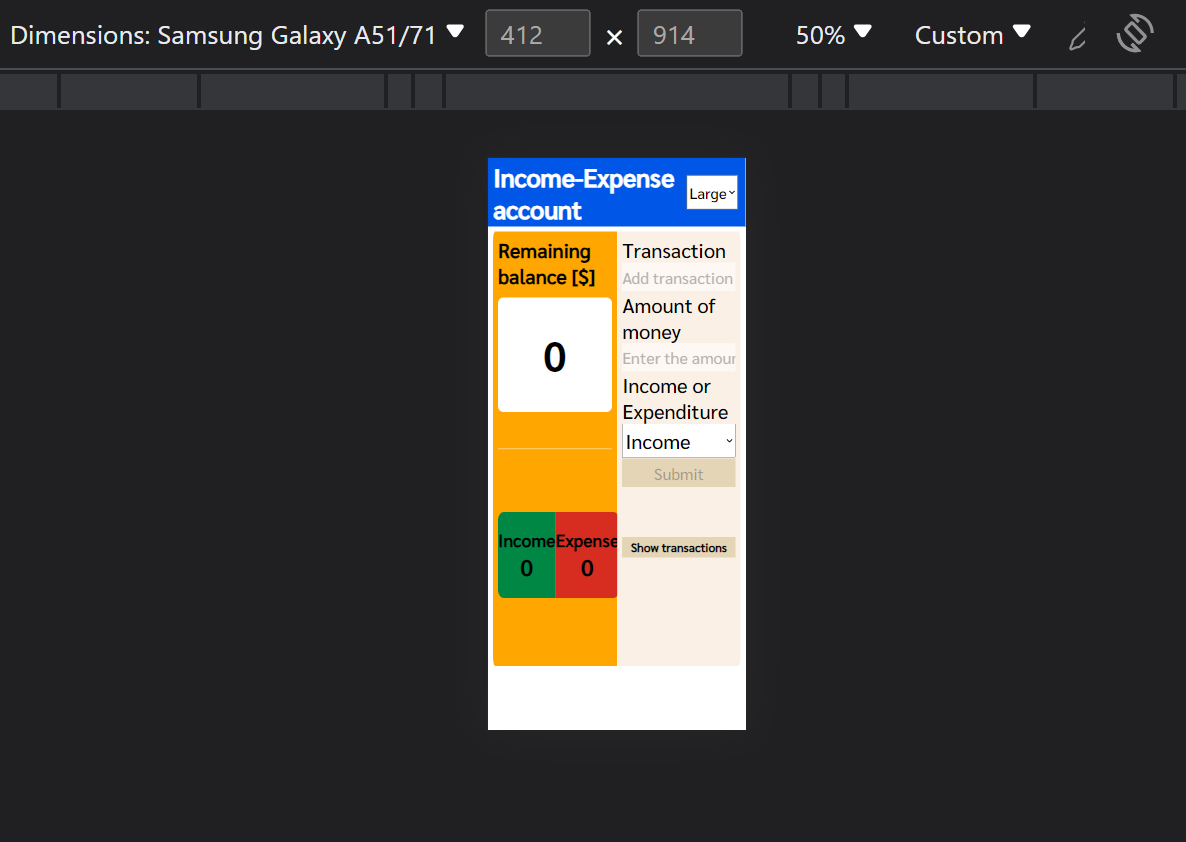 Dimensions: Samsung Galaxy A51/71 412 × 914 50% Custom
Income-Expense
account
Large
Remaining
balance [$]
0
Income Expense
0 0
Transaction
Add transaction
Amount of
money
Enter the amour
Income or
Expenditure
Income
Submit
Show transactions